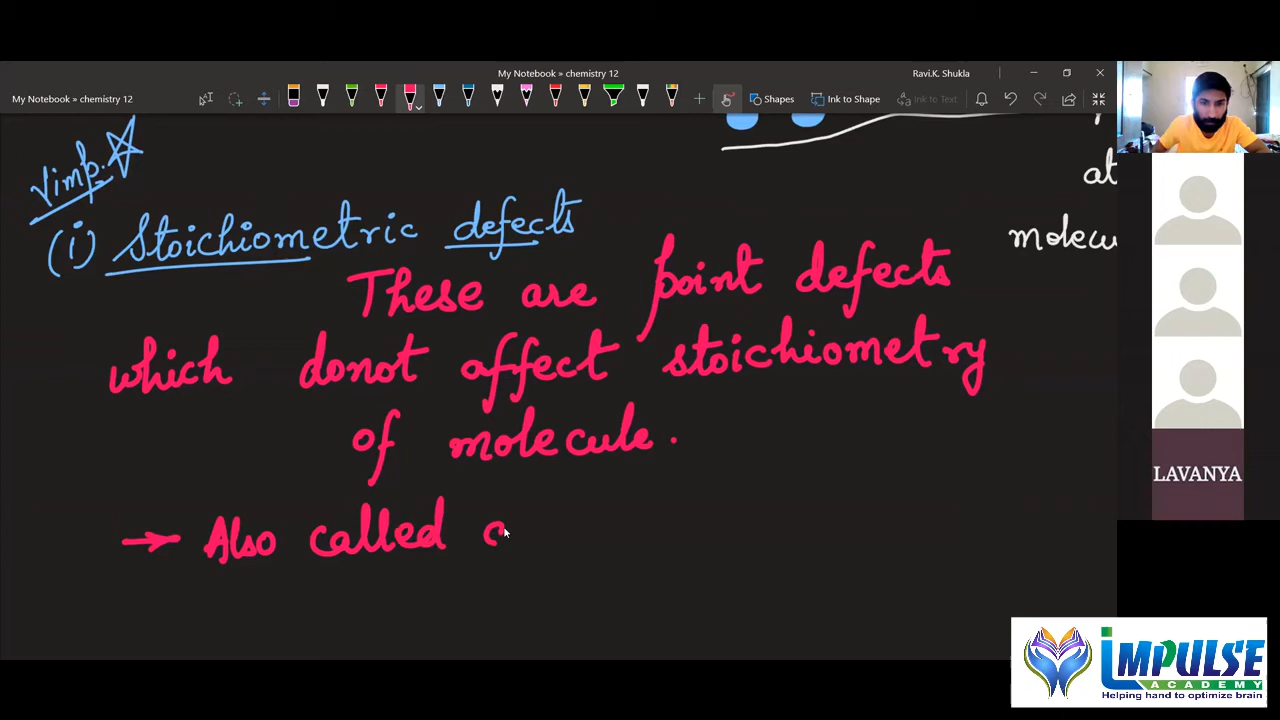 My Notebook » chemistry 12
Ravi.K. Shukla
My Notebook » chemistry 12
Shapes
Ink to Shape
Ink to Text
Vimp.
at
molecu
(i) Stoichiometric defects
These are point defects
which donot affect stoichiometry
of molecule.
→ Also called
LAVANYA
IMPULSE
ACADEMY
Helping hand to optimize brain